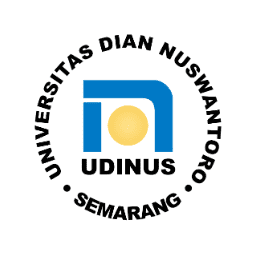 UNIVERSITAS DIAN NUSWANTORO
UDINUS
• SEMARANG •